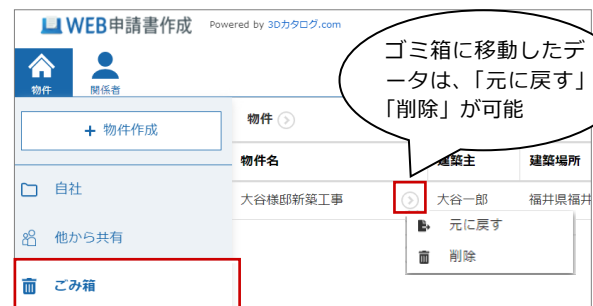 WEB申請書作成 Powered by 3Dカタログ.com
物件
関係者
ゴミ箱に移動したデ
ータは、「元に戻す」
「削除」が可能
+ 物件作成
自社
他から共有
ごみ箱
物件
物件名 建築主 建築場所
大谷様邸新築工事 大谷一郎 福井県福井
元に戻す
削除